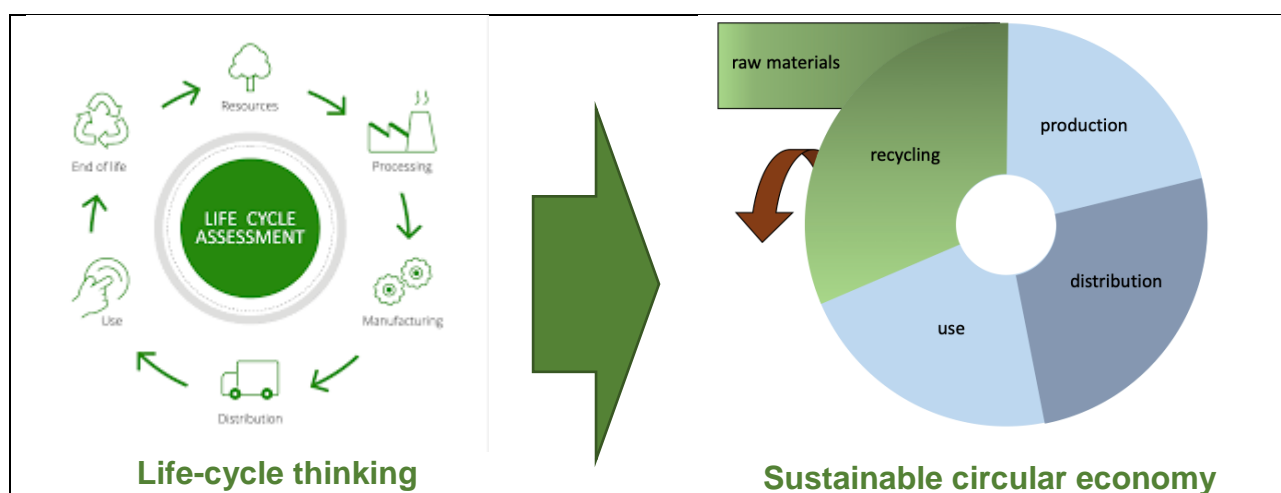 Resources
Processing
Manufacturing
Distribution
Use
End of life
LIFE CYCLE
ASSESSMENT
Life-cycle thinking
raw materials
production
recycling
distribution
use
Sustainable circular economy